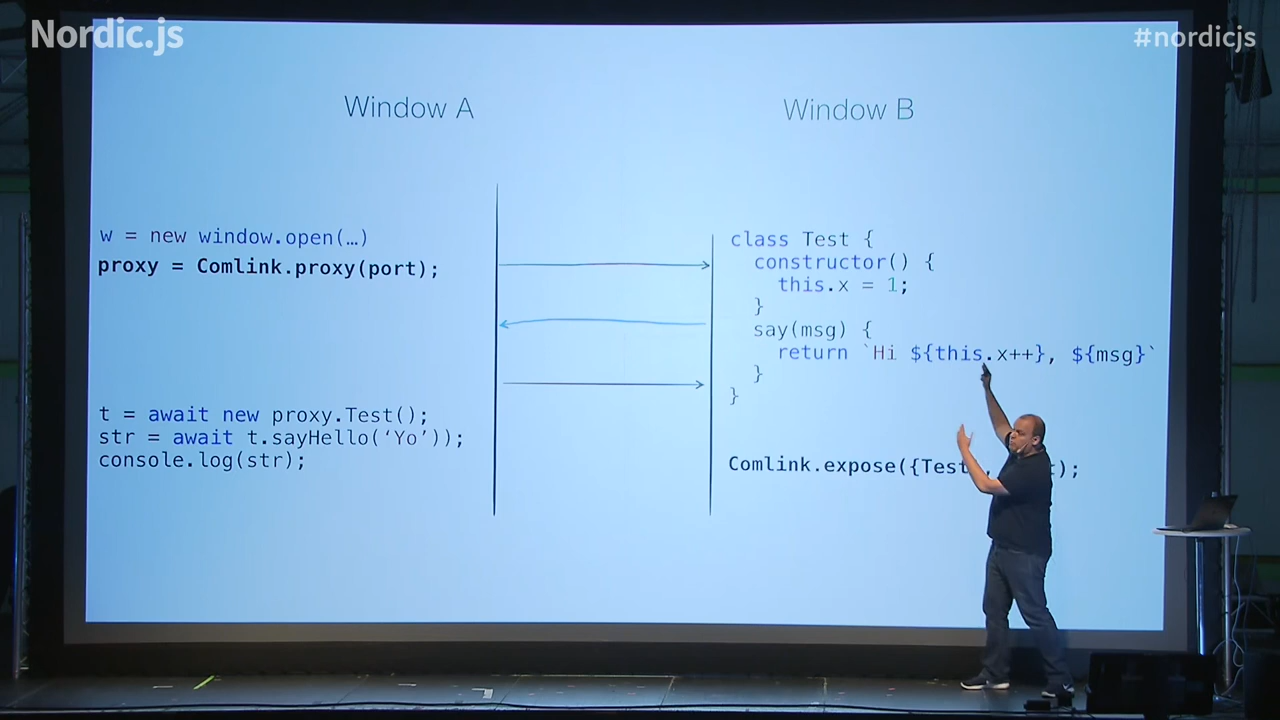 Nordic.js
#nordicjs
Window A
Window B
w = new window.open(…)
proxy = Comlink.proxy(port);
t = await new proxy.Test();
str = await t.sayHello(‘Yo’));
console.log(str);
class Test {
constructor() {
this.x = 1;
}
say(msg) {
return `Hi ${this.x++}, ${msg}`
}
}
Comlink.expose({Test
);